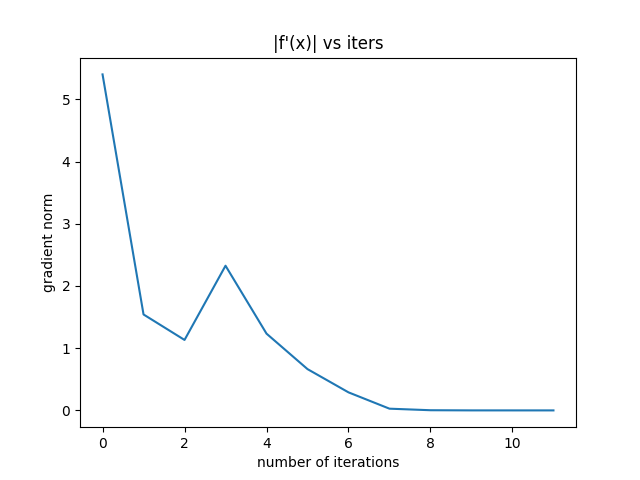 |f'(x)| vs iters
5
4
3
2
1
0
gradient norm
0 2 4 6 8 10
number of iterations